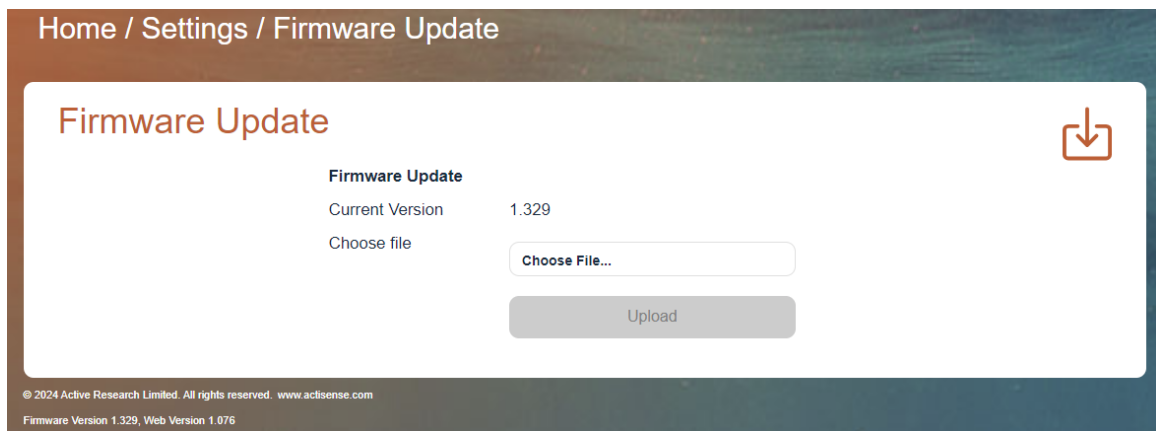 Home / Settings / Firmware Update
Firmware Update
Firmware Update
Current Version 1.329
Choose file
Choose File...
Upload
© 2024 Active Research Limited. All rights reserved. www.actisense.com
Firmware Version 1.329, Web Version 1.076